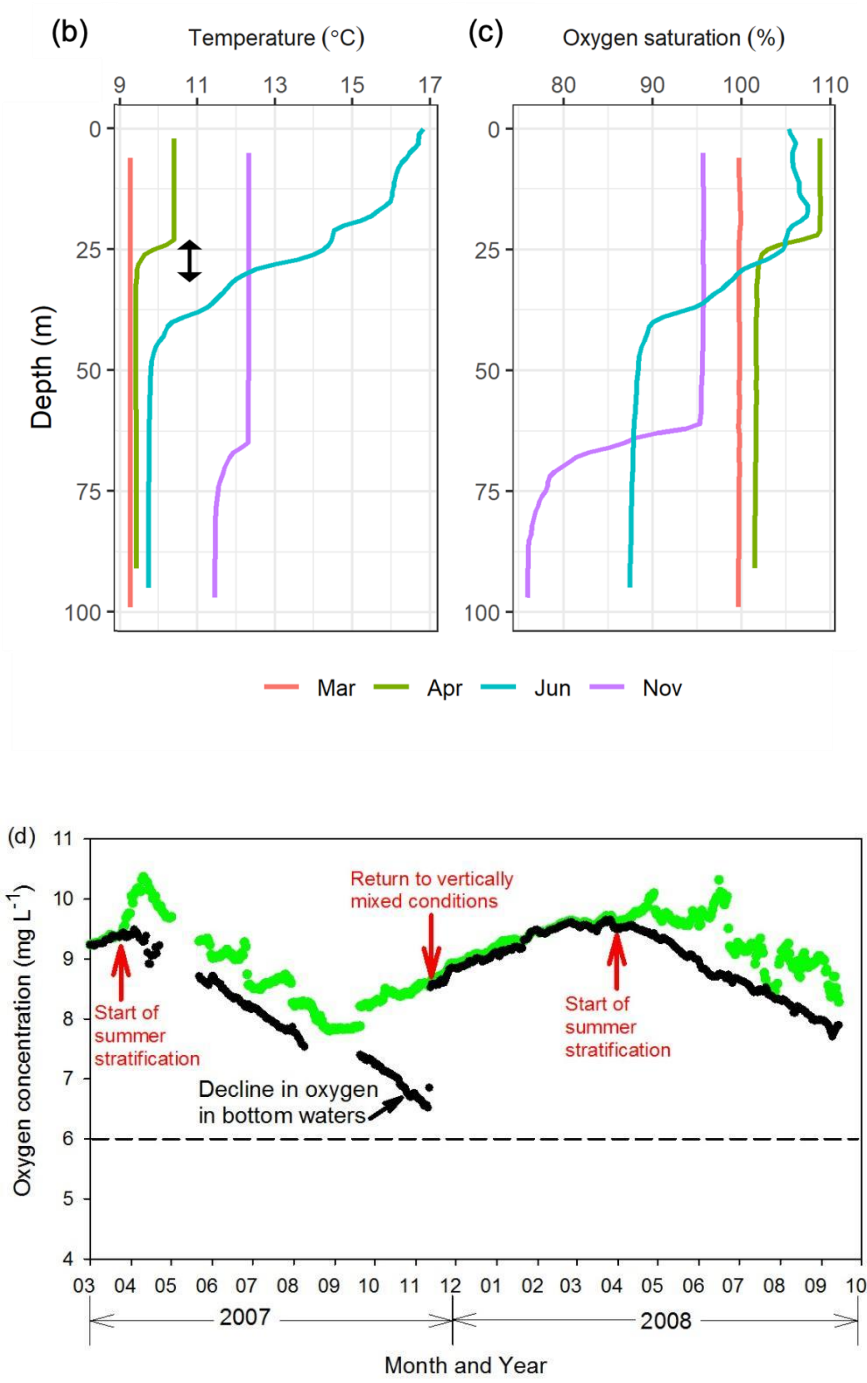 (b) Temperature (°C)
(c) Oxygen saturation (%)
9 11 13 15 17
80 90 100 110
Depth (m)
0 0
25 25
50 50
75 75
100 100
Mar Apr Jun Nov
(d)
Oxygen concentration (mg L-1)
11
10
9
8
7
6
5
4
Return to vertically
mixed conditions
Start of
summer
stratification
Start of
summer
stratification
Decline in oxygen
in bottom waters
03 04 05 06 07 08 09 10 11 12 01 02 03 04 05 06 07 08 09 10
2007 2008
Month and Year